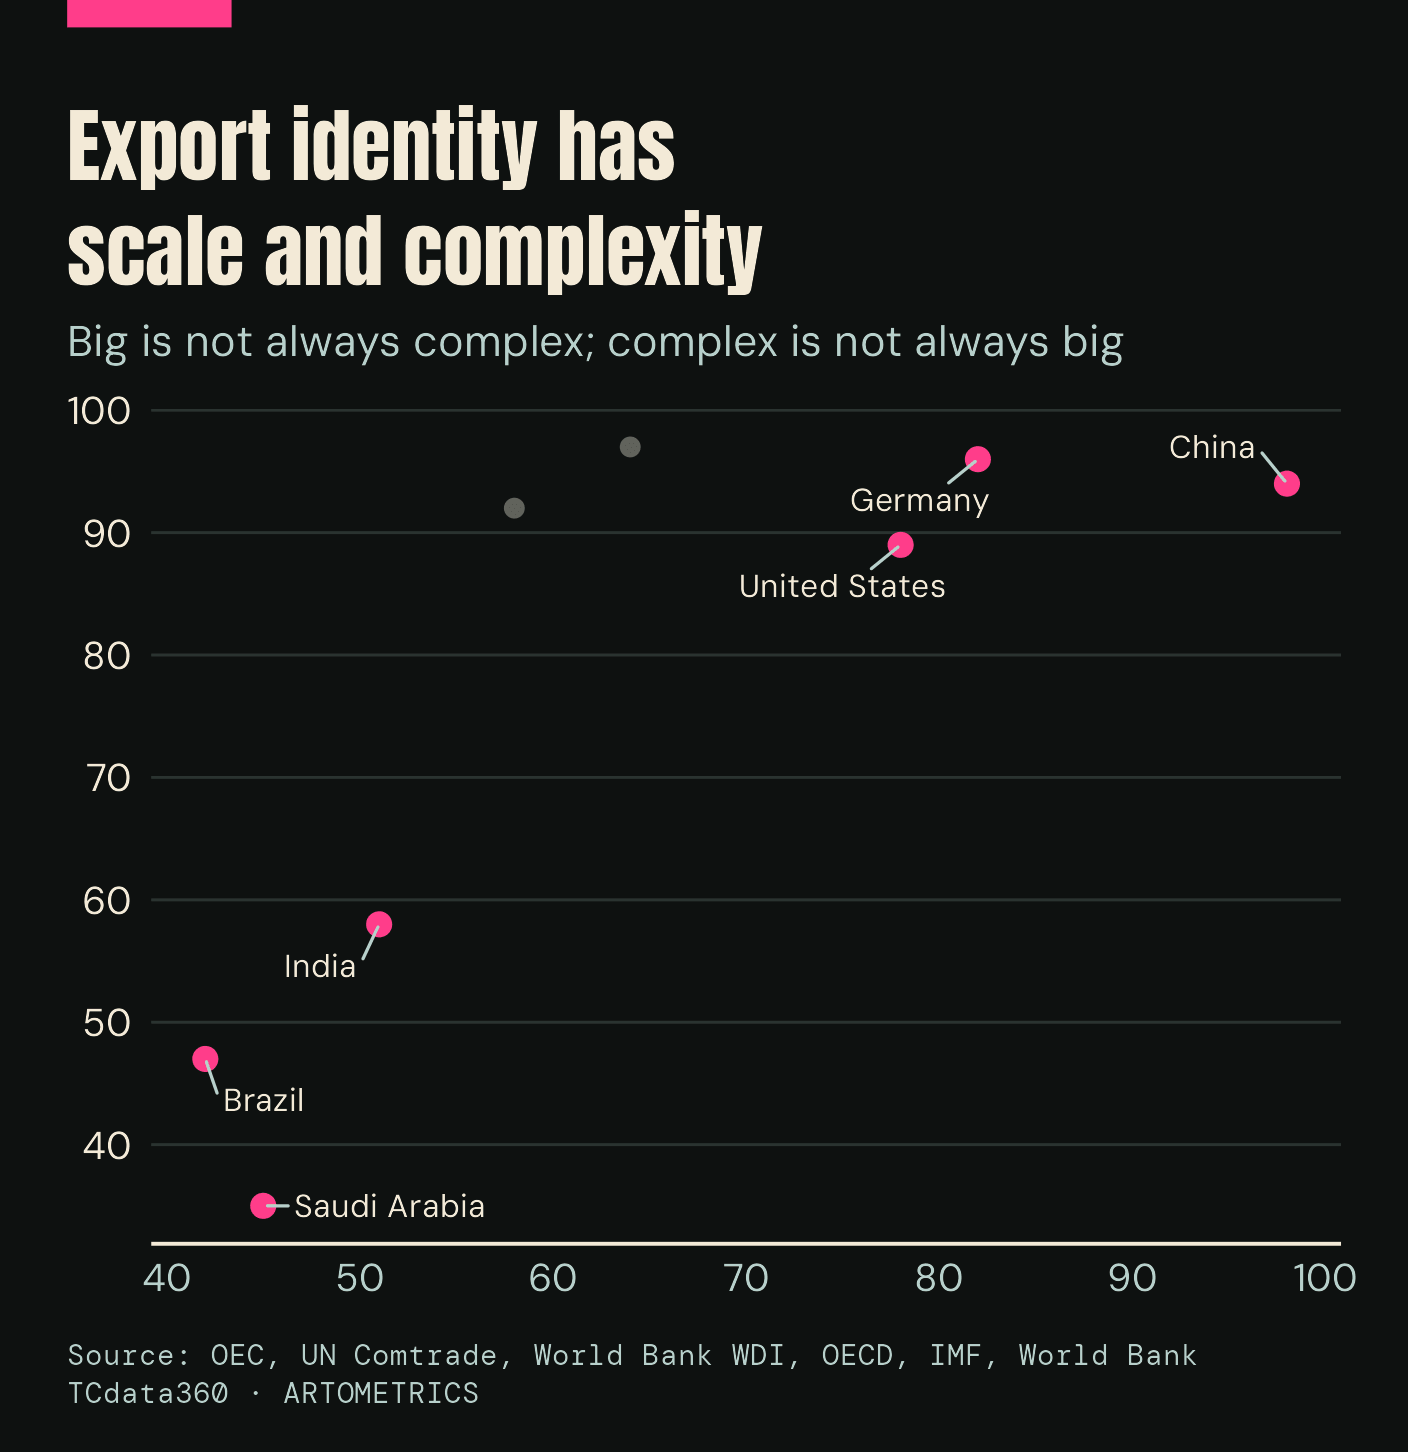 Export identity has
scale and complexity
Big is not always complex; complex is not always big
100
China
Germany
90
United States
80
70
60
India
50
Brazil
40
Saudi Arabia
40 50 60 70 80 90 100
Source: OEC, UN Comtrade, World Bank WDI, OECD, IMF, World Bank
TCdata360 · ARTOMETRICS